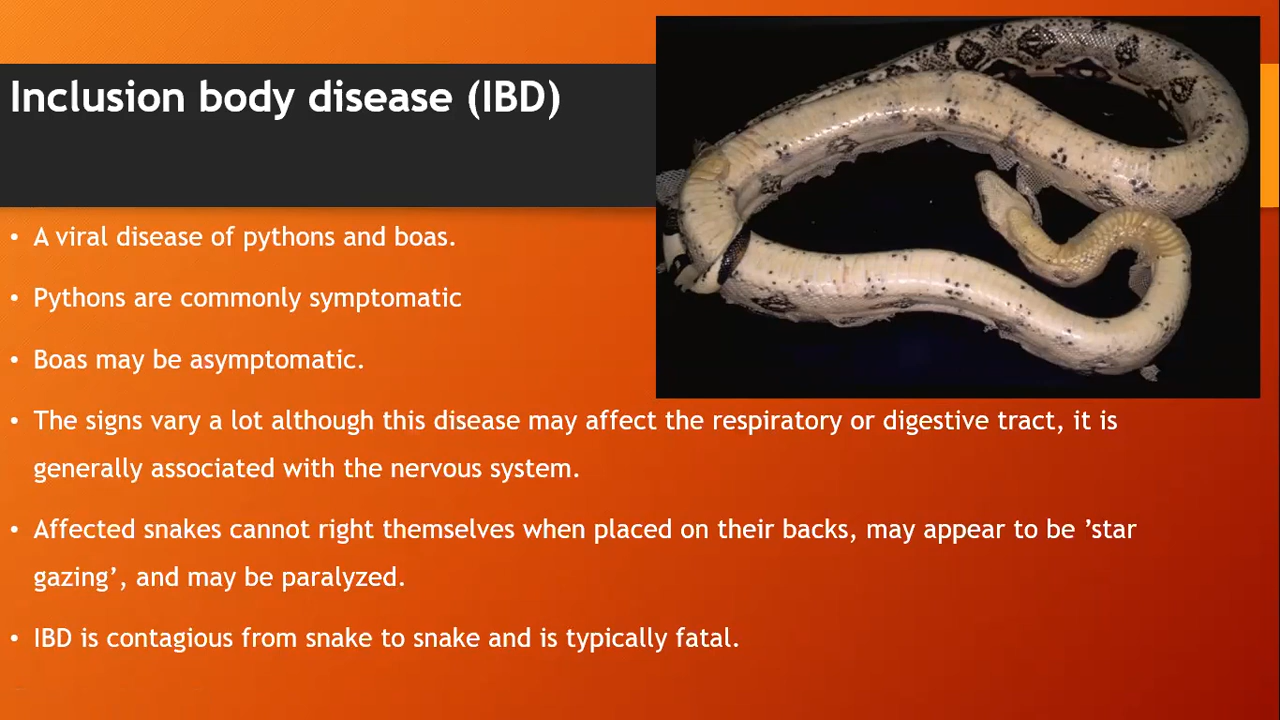 Inclusion body disease (IBD)
• A viral disease of pythons and boas.
• Pythons are commonly symptomatic
• Boas may be asymptomatic.
• The signs vary a lot although this disease may affect the respiratory or digestive tract, it is
generally associated with the nervous system.
• Affected snakes cannot right themselves when placed on their backs, may appear to be ’star
gazing’, and may be paralyzed.
• IBD is contagious from snake to snake and is typically fatal.